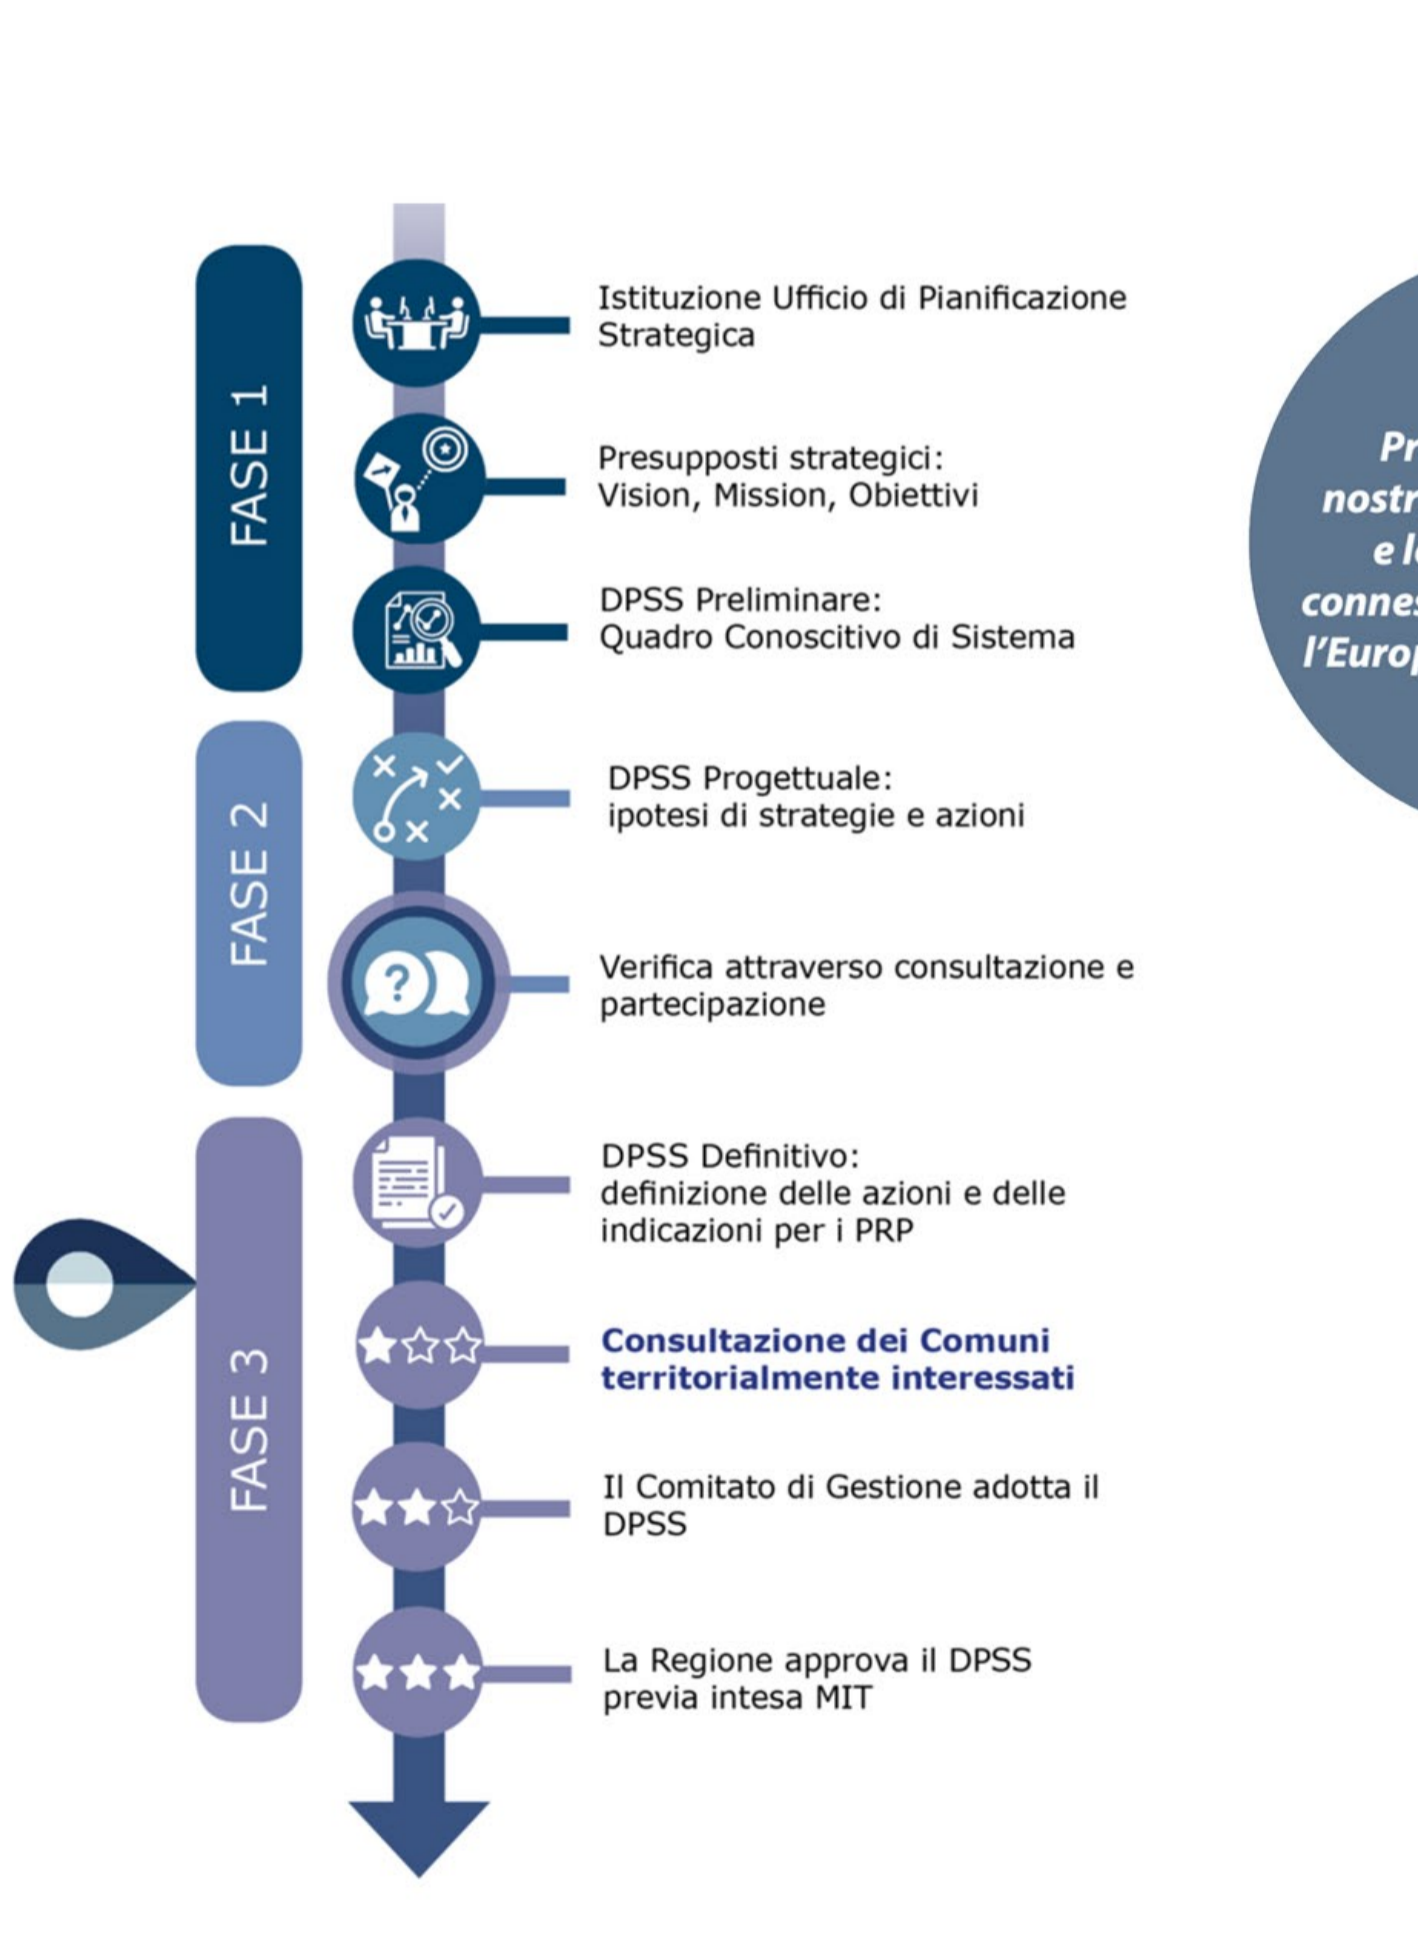 FASE 1
Istituzione Ufficio di Pianificazione
Strategica
Presupposti strategici:
Vision, Mission, Obiettivi
DPSS Preliminare:
Quadro Conoscitivo di Sistema
FASE 2
DPSS Progettuale:
ipotesi di strategie e azioni
?
Verifica attraverso consultazione e
partecipazione
FASE 3
DPSS Definitivo:
definizione delle azioni e delle
indicazioni per i PRP
Consultazione dei Comuni
territorialmente interessati
Il Comitato di Gestione adotta il
DPSS
La Regione approva il DPSS
previa intesa MIT
e